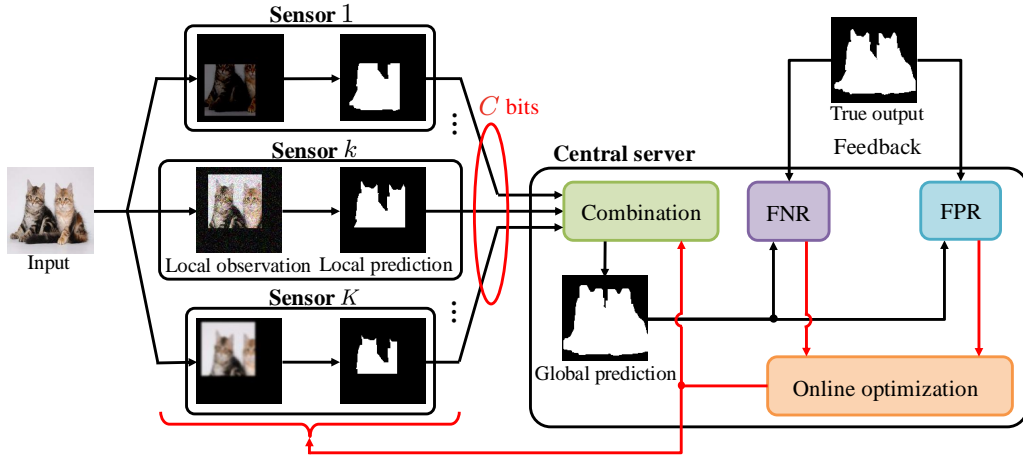 Sensor 1
C bits
True output
Feedback
Sensor k
Central server
Combination
FNR
FPR
Input
Local observation
Local prediction
Sensor K
Global prediction
Online optimization